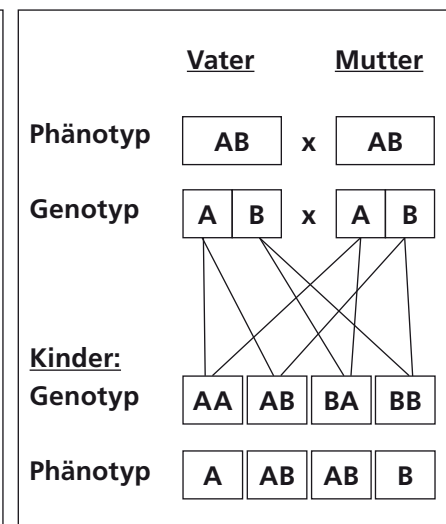 Vater Mutter
Phänotyp AB x AB
Genotyp A B x A B
Kinder:
Genotyp AA AB BA BB
Phänotyp A AB AB B